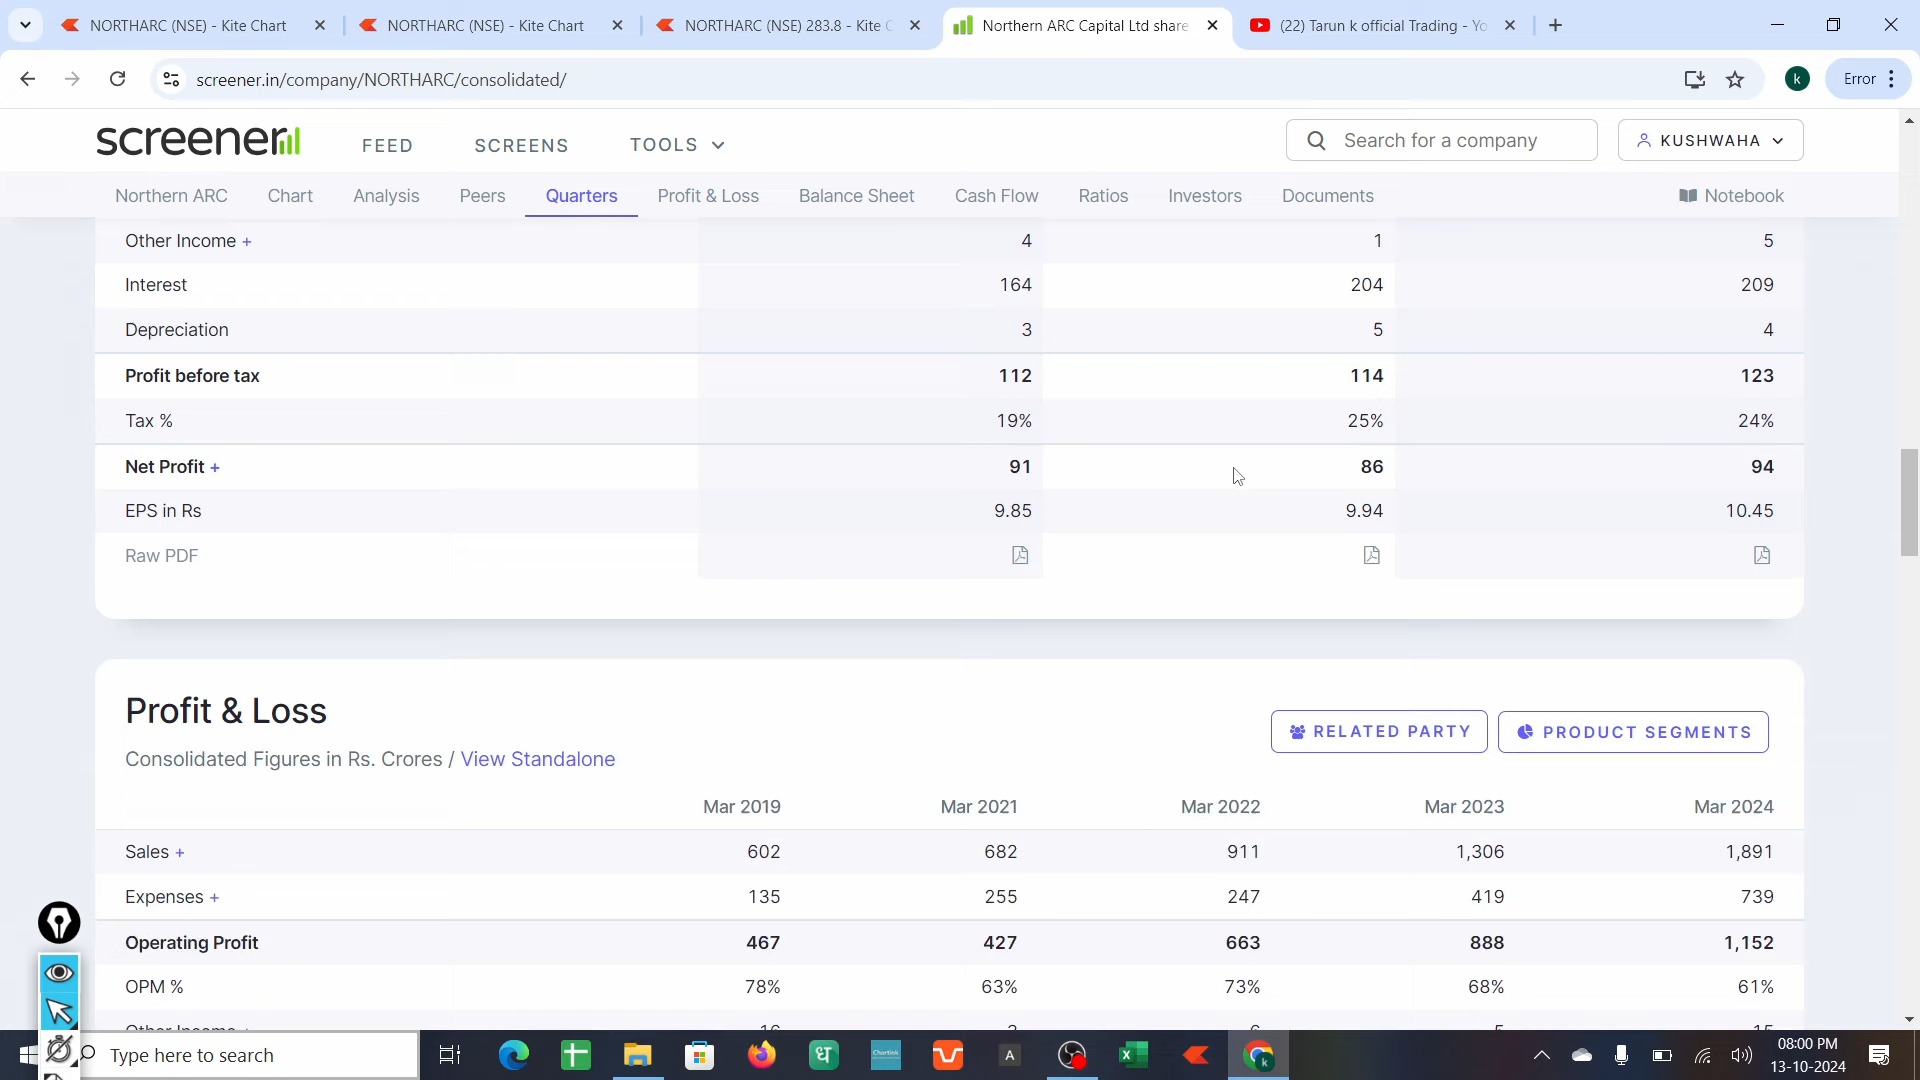 NORTHARC (NSE) - Kite Chart
NORTHARC (NSE) - Kite Chart
NORTHARC (NSE) 283.8 - Kite C
Northern ARC Capital Ltd share
(22) Tarun k official Trading - Yo
screener.in/company/NORTHARC/consolidated/
k
Error
screener
FEED
SCREENS
TOOLS
Search for a company
KUSHWAHA
Northern ARC
Chart
Analysis
Peers
Quarters
Profit & Loss
Balance Sheet
Cash Flow
Ratios
Investors
Documents
Notebook
Other Income + 4 1 5
Interest 164 204 209
Depreciation 3 5 4
Profit before tax 112 114 123
Tax % 19% 25% 24%
Net Profit + 91 86 94
EPS in Rs 9.85 9.94 10.45
Raw PDF
Profit & Loss
RELATED PARTY
PRODUCT SEGMENTS
Consolidated Figures in Rs. Crores / View Standalone
Mar 2019 Mar 2021 Mar 2022 Mar 2023 Mar 2024
Sales + 602 682 911 1,306 1,891
Expenses + 135 255 247 419 739
Operating Profit 467 427 663 888 1,152
OPM % 78% 63% 73% 68% 61%
Type here to search
08:00 PM
13-10-2024